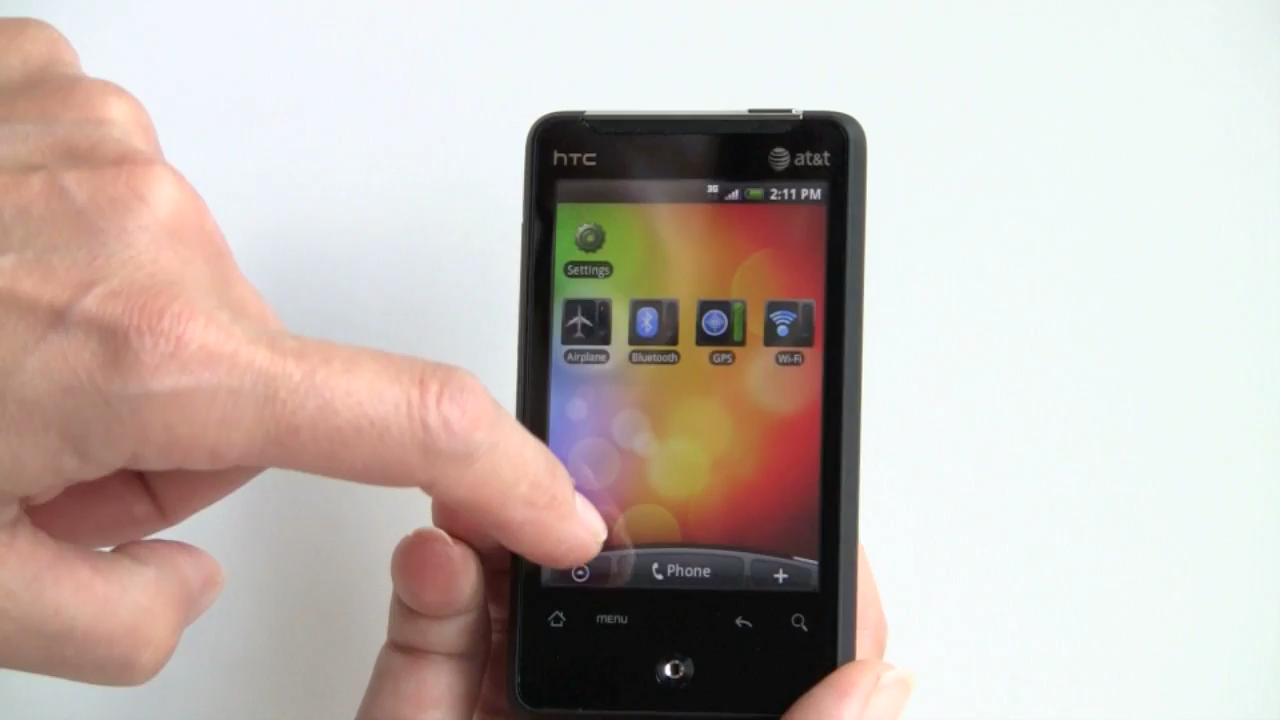 hTC at&t
3G 2:11 PM
Settings
Airplane Bluetooth GPS Wi-Fi
Phone
menu